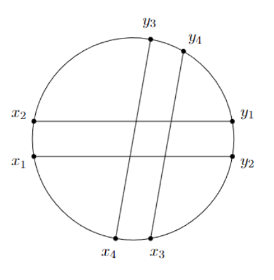 y₃
y₄
x₂ y₁
x₁ y₂
x₄ x₃